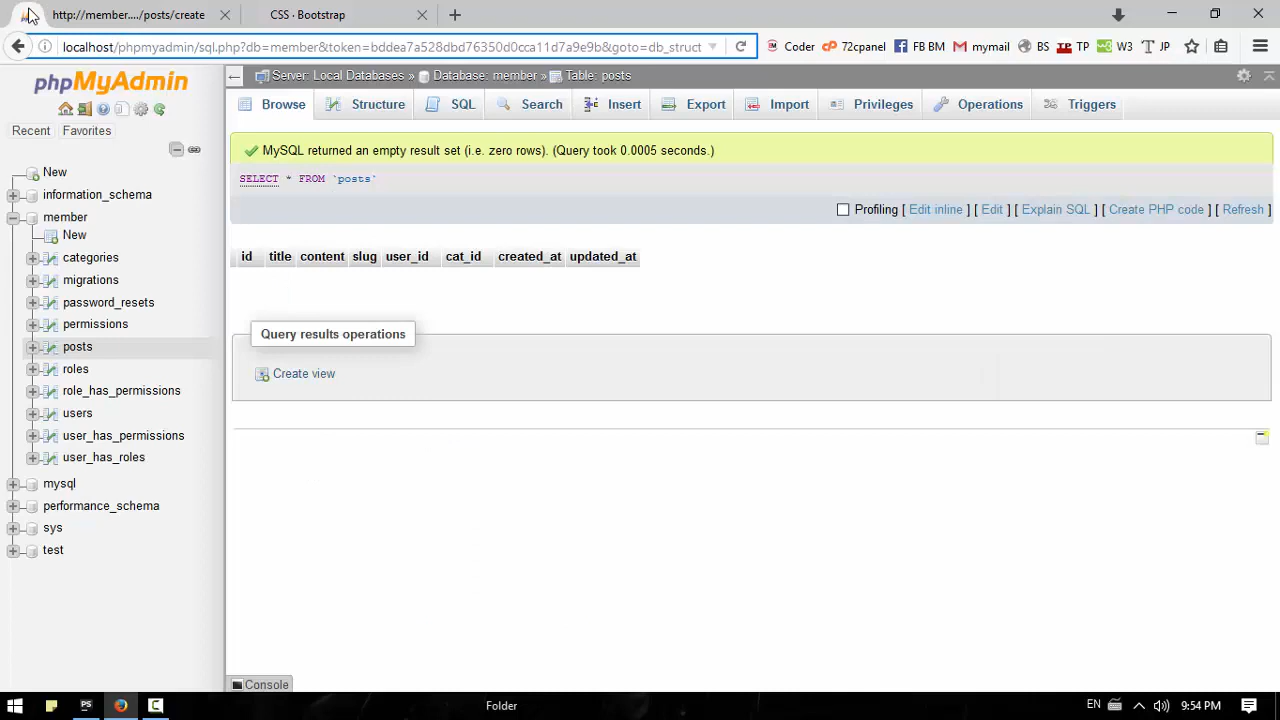 http://member..../posts/create
CSS · Bootstrap
localhost/phpmyadmin/sql.php?db=member&token=bddea7a528dbd76350d0cca11d7a9e9b&goto=db_struct
Coder
72cpanel
FB BM
mymail
BS
TP
W3
JP
phpMyAdmin
Recent
Favorites
New
information_schema
member
New
categories
migrations
password_resets
permissions
posts
roles
role_has_permissions
users
user_has_permissions
user_has_roles
mysql
performance_schema
sys
test
Server: Local Databases » Database: member » Table: posts
Browse Structure SQL Search Insert Export Import Privileges Operations Triggers
MySQL returned an empty result set (i.e. zero rows). (Query took 0.0005 seconds.)
SELECT * FROM `posts`
Profiling [ Edit inline ] [ Edit ] [ Explain SQL ] [ Create PHP code ] [ Refresh ]
id title content slug user_id cat_id created_at updated_at
Query results operations
Create view
Console
PS
C
Folder
EN
9:54 PM